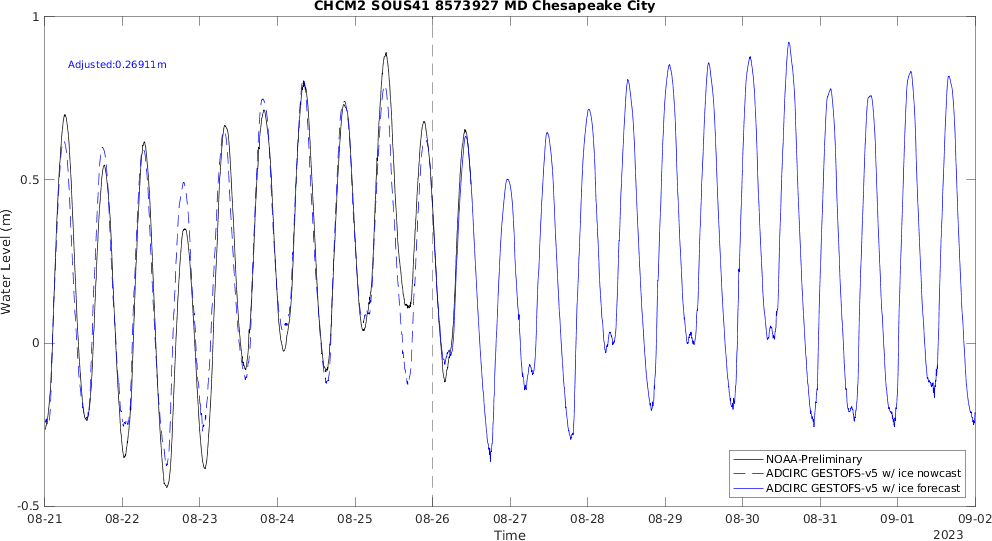 CHCM2 SOUS41 8573927 MD Chesapeake City
Adjusted:0.26911m
1
0.5
0
-0.5
Water Level (m)
NOAA-Preliminary
ADCIRC GESTOFS-v5 w/ ice nowcast
ADCIRC GESTOFS-v5 w/ ice forecast
08-21 08-22 08-23 08-24 08-25 08-26 08-27 08-28 08-29 08-30 08-31 09-01 09-02
Time
2023